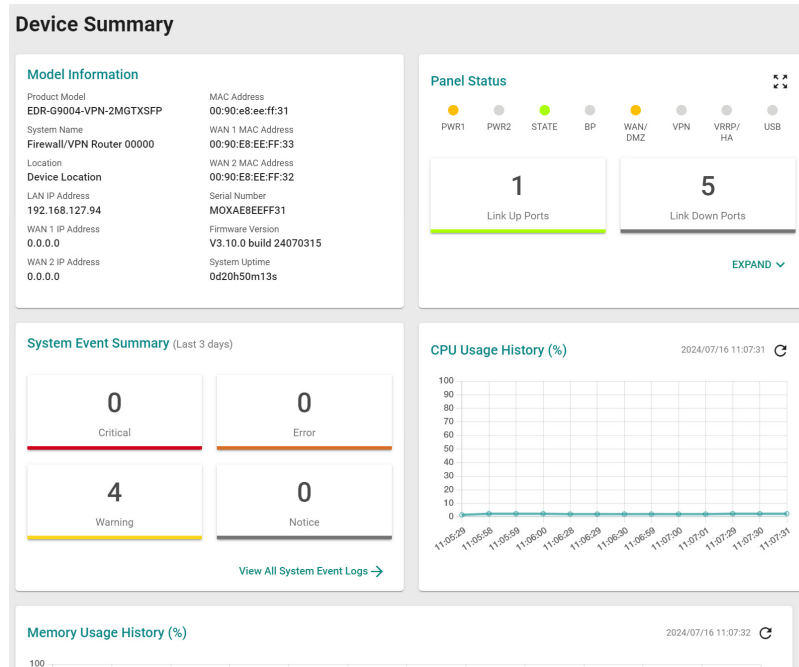 Device Summary
Model Information
Product Model
EDR-G9004-VPN-2MGTXSFP
System Name
Firewall/VPN Router 00000
Location
Device Location
LAN IP Address
192.168.127.94
WAN 1 IP Address
0.0.0.0
WAN 2 IP Address
0.0.0.0
MAC Address
00:90:e8:ee:ff:31
WAN 1 MAC Address
00:90:E8:EE:FF:33
WAN 2 MAC Address
00:90:E8:EE:FF:32
Serial Number
MOXAE8EEFF31
Firmware Version
V3.10.0 build 24070315
System Uptime
0d20h50m13s
Panel Status
PWR1 PWR2 STATE BP WAN/ DMZ VPN VRRP/ HA USB
1
Link Up Ports
5
Link Down Ports
EXPAND
System Event Summary (Last 3 days)
0
Critical
0
Error
4
Warning
0
Notice
View All System Event Logs
CPU Usage History (%)
2024/07/16 11:07:31
100
90
80
70
60
50
40
30
20
10
0
11:05:29 11:05:58 11:05:59 11:06:00 11:06:28 11:06:29 11:06:30 11:06:59 11:07:00 11:07:01 11:07:29 11:07:30 11:07:31
Memory Usage History (%)
2024/07/16 11:07:32
100